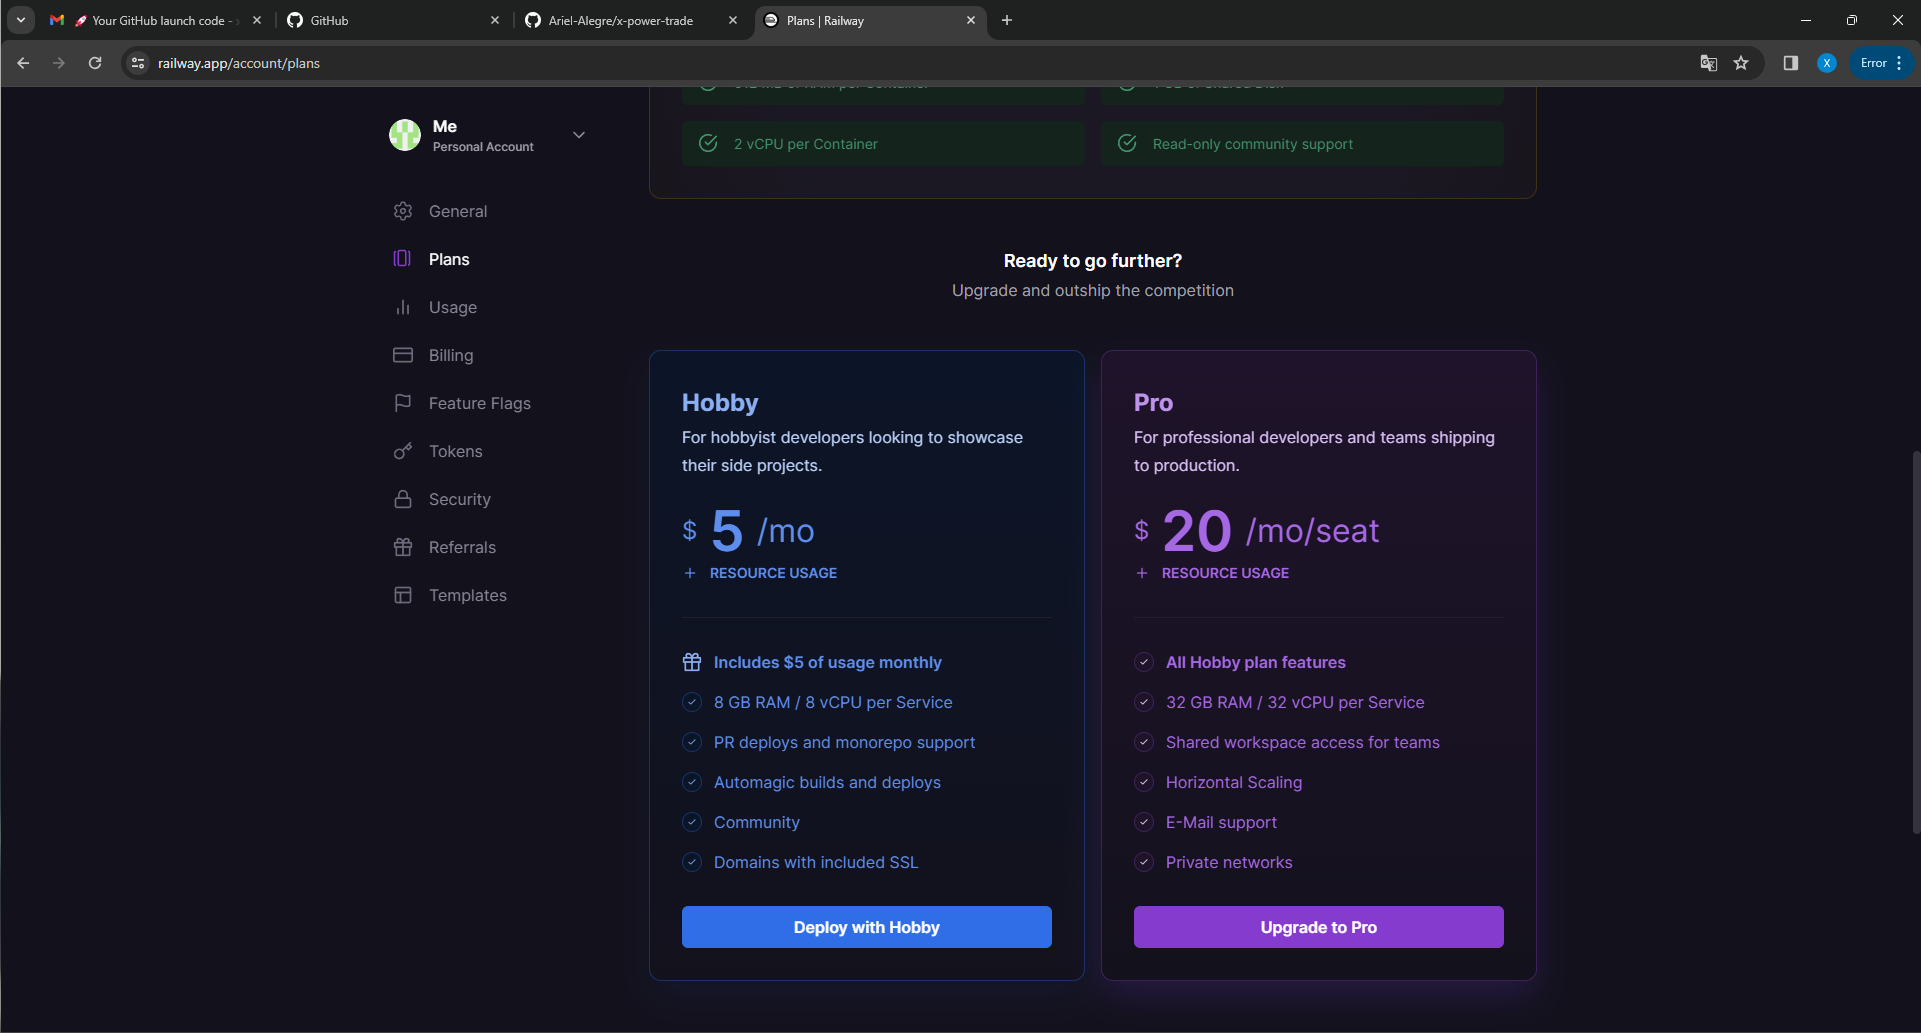 🚀 Your GitHub launch code -
GitHub
Ariel-Alegre/x-power-trade
Plans | Railway
railway.app/account/plans
X
Error
Me
Personal Account
General
Plans
Usage
Billing
Feature Flags
Tokens
Security
Referrals
Templates
2 vCPU per Container
Read-only community support
Ready to go further?
Upgrade and outship the competition
Hobby
For hobbyist developers looking to showcase
their side projects.
$ 5 /mo
+ RESOURCE USAGE
Includes $5 of usage monthly
8 GB RAM / 8 vCPU per Service
PR deploys and monorepo support
Automagic builds and deploys
Community
Domains with included SSL
Deploy with Hobby
Pro
For professional developers and teams shipping
to production.
$ 20 /mo/seat
+ RESOURCE USAGE
All Hobby plan features
32 GB RAM / 32 vCPU per Service
Shared workspace access for teams
Horizontal Scaling
E-Mail support
Private networks
Upgrade to Pro